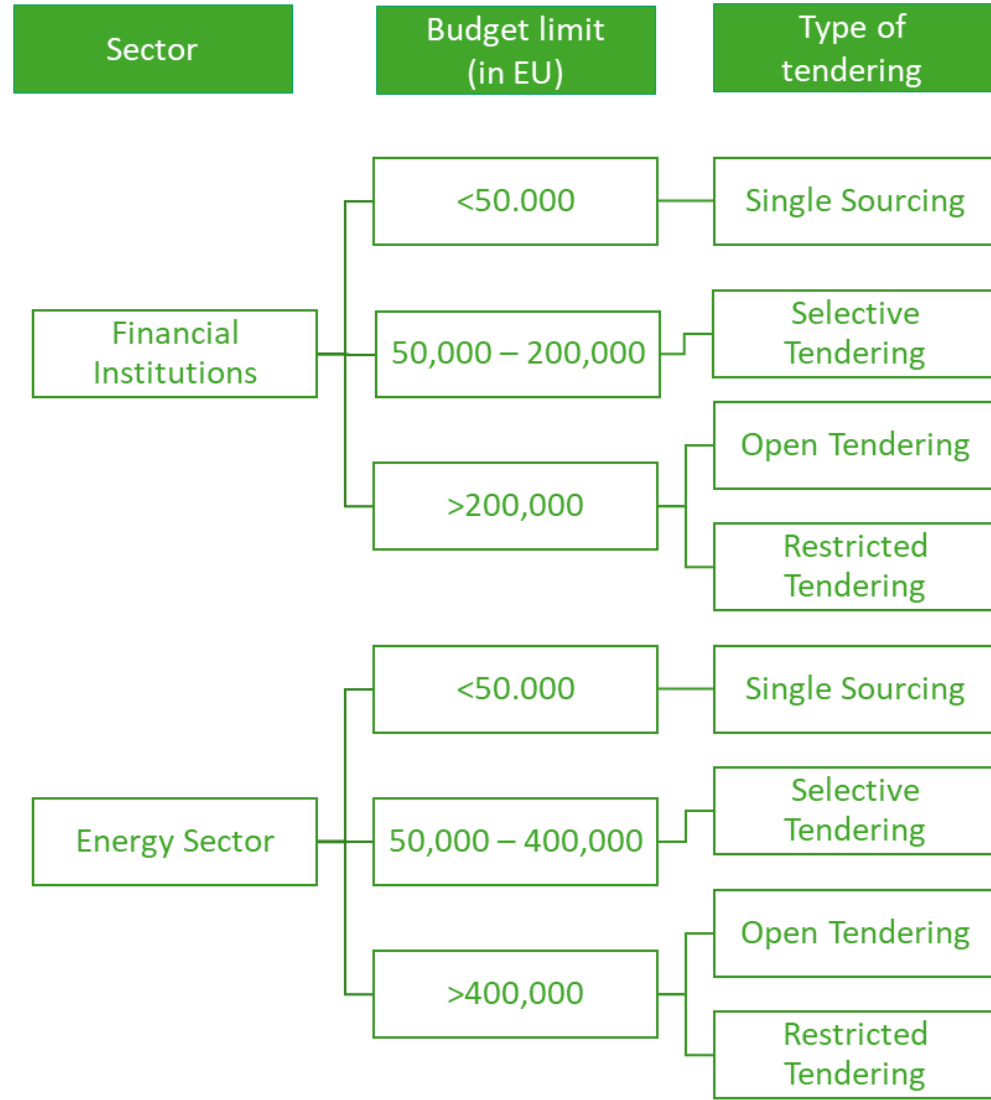 Sector
Budget limit
(in EU)
Type of
tendering
Financial
Institutions
<50.000
Single Sourcing
50,000 – 200,000
Selective
Tendering
>200,000
Open Tendering
Restricted
Tendering
Energy Sector
<50.000
Single Sourcing
50,000 – 400,000
Selective
Tendering
>400,000
Open Tendering
Restricted
Tendering